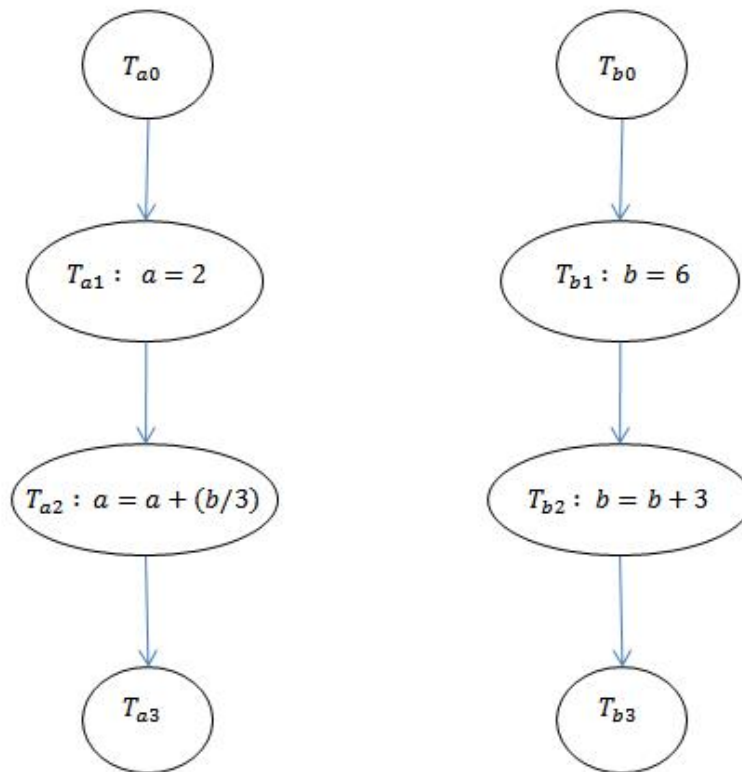 T_{a0}
T_{b0}
T_{a1} : a = 2
T_{b1} : b = 6
T_{a2} : a = a + (b/3)
T_{b2} : b = b + 3
T_{a3}
T_{b3}